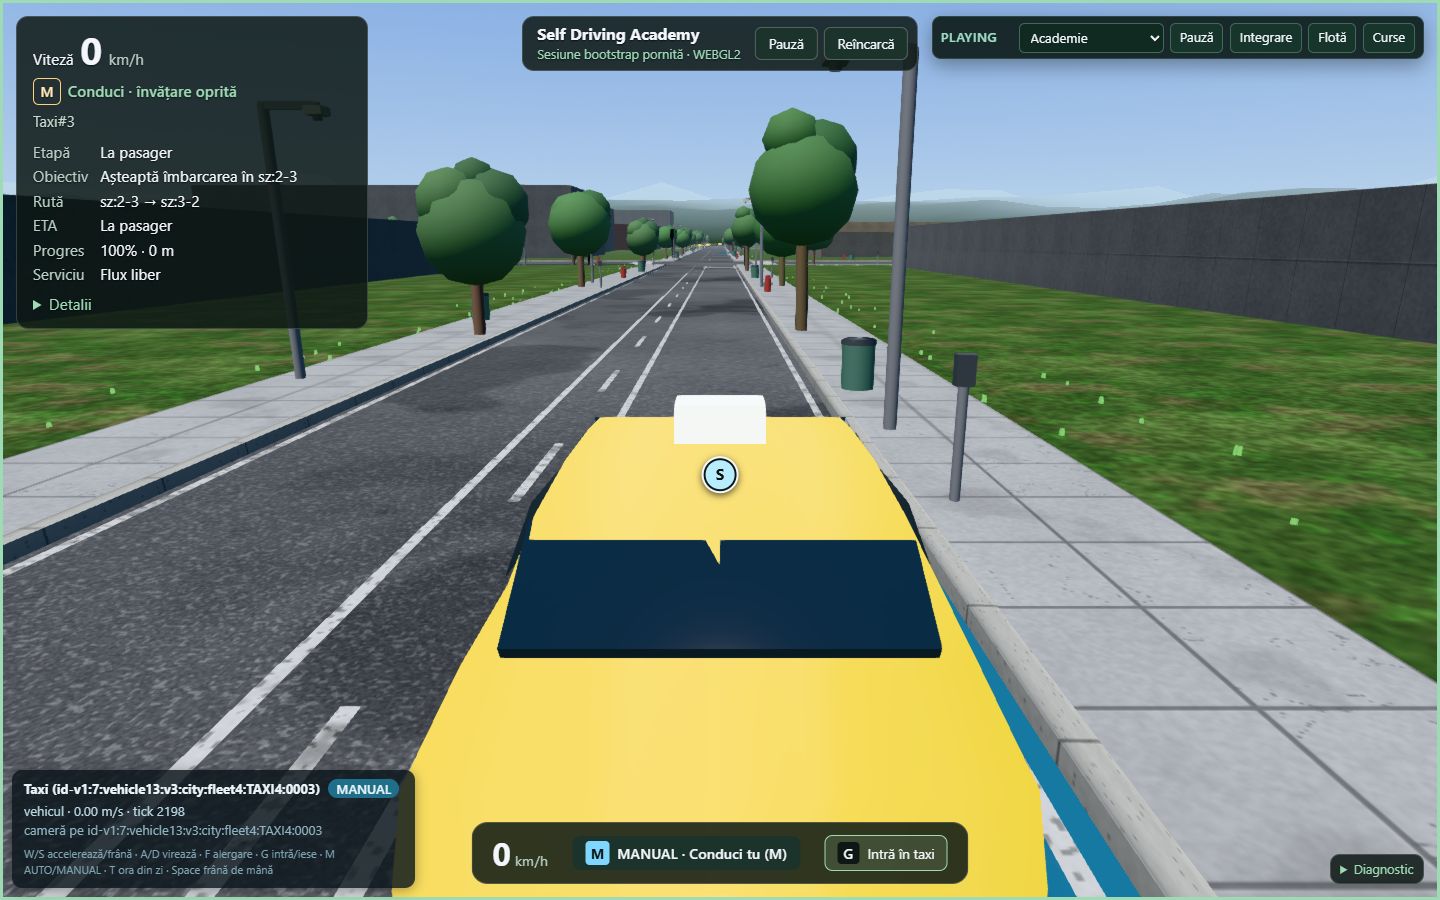 Viteză 0 km/h
M Conduci · învățare oprită
Taxi#3
Etapă La pasager
Obiectiv Așteaptă îmbarcarea în sz:2-3
Rută sz:2-3 → sz:3-2
ETA La pasager
Progres 100% · 0 m
Serviciu Flux liber
▶ Detalii
Self Driving Academy
Sesiune bootstrap pornită · WEBGL2
Pauză
Reîncarcă
PLAYING
Academie
Pauză
Integrare
Flotă
Curse
S
Taxi (id-v1:7:vehicle13:v3:city:fleet4:TAXI4:0003) MANUAL
vehicul · 0.00 m/s · tick 2198
cameră pe id-v1:7:vehicle13:v3:city:fleet4:TAXI4:0003
W/S accelerează/frână · A/D virează · F alergare · G intră/iese · M
AUTO/MANUAL · T ora din zi · Space frână de mână
0 km/h
M MANUAL · Conduci tu (M)
G Intră în taxi
▶ Diagnostic